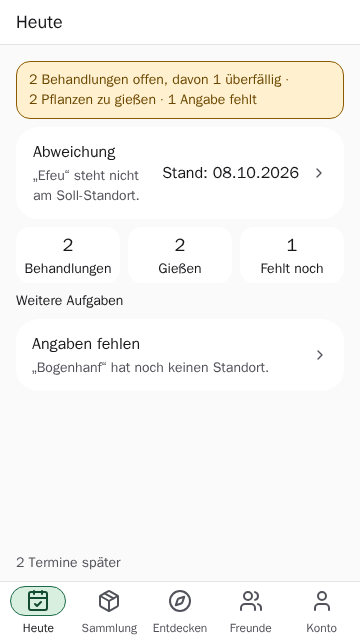 Heute
2 Behandlungen offen, davon 1 überfällig ·
2 Pflanzen zu gießen · 1 Angabe fehlt
Abweichung
„Efeu“ steht nicht
am Soll-Standort.
Stand: 08.10.2026
2
Behandlungen
2
Gießen
1
Fehlt noch
Weitere Aufgaben
Angaben fehlen
„Bogenhanf“ hat noch keinen Standort.
2 Termine später
Heute
Sammlung
Entdecken
Freunde
Konto